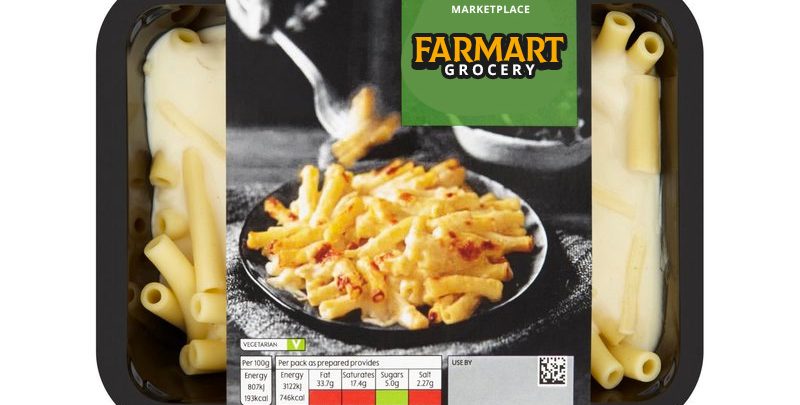 MARKETPLACE
FARMART
GROCERY
VEGETARIAN V
Per 100g Per pack as prepared provides USE BY
Energy Energy Fat Saturates Sugars Salt
807kJ 3122kJ 33.7g 17.4g 5.0g 2.27g
193kcal 746kcal